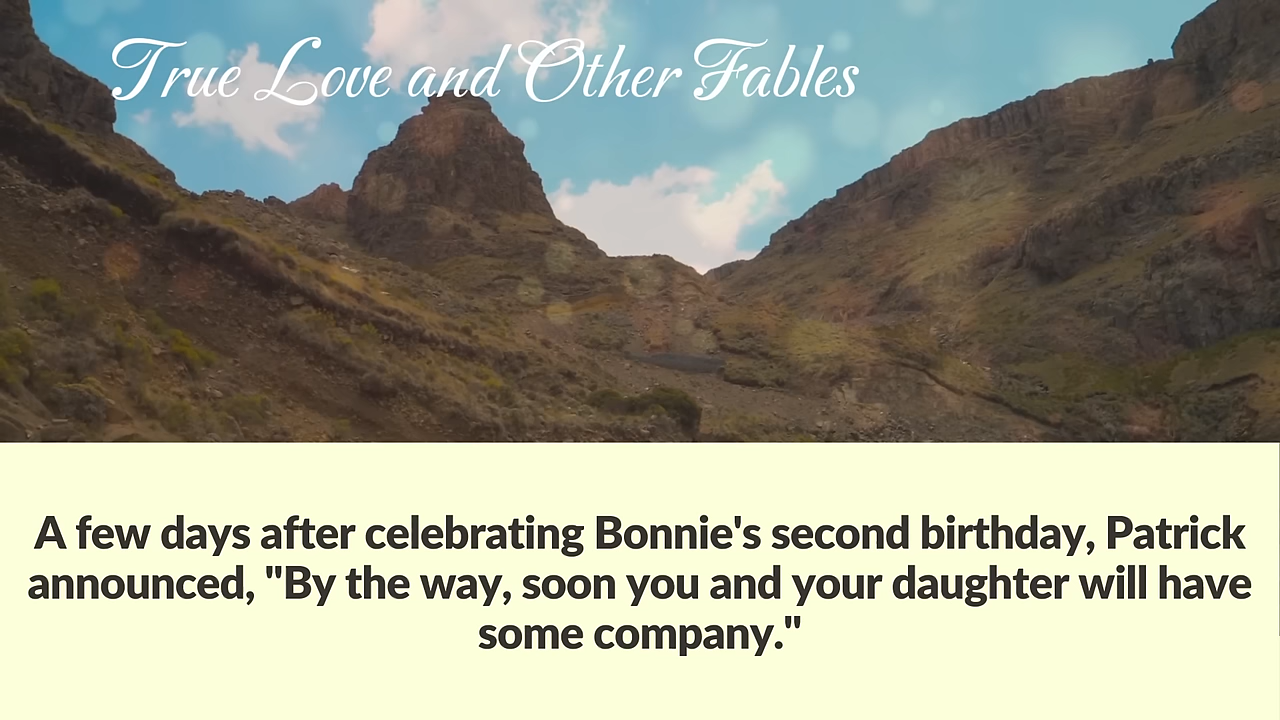 True Love and Other Fables
A few days after celebrating Bonnie's second birthday, Patrick
announced, "By the way, soon you and your daughter will have
some company."